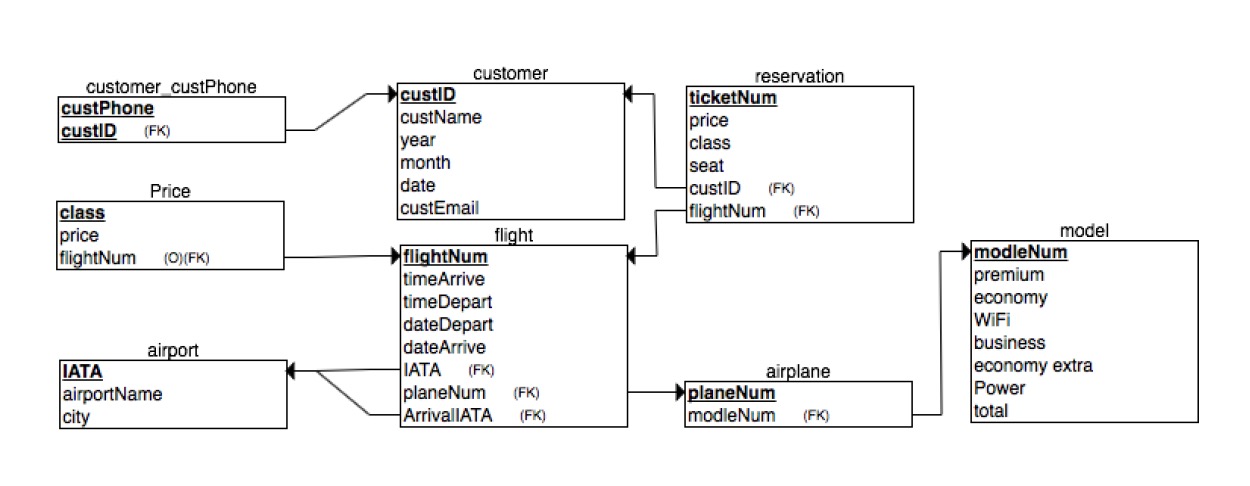 customer_custPhone
custPhone
custID (FK)
customer
custID
custName
year
month
date
custEmail
reservation
ticketNum
price
class
seat
custID (FK)
flightNum (FK)
Price
class
price
flightNum (O)(FK)
flight
flightNum
timeArrive
timeDepart
dateDepart
dateArrive
IATA (FK)
planeNum (FK)
ArrivalIATA (FK)
model
modleNum
premium
economy
WiFi
business
economy extra
Power
total
airport
IATA
airportName
city
airplane
planeNum
modleNum (FK)